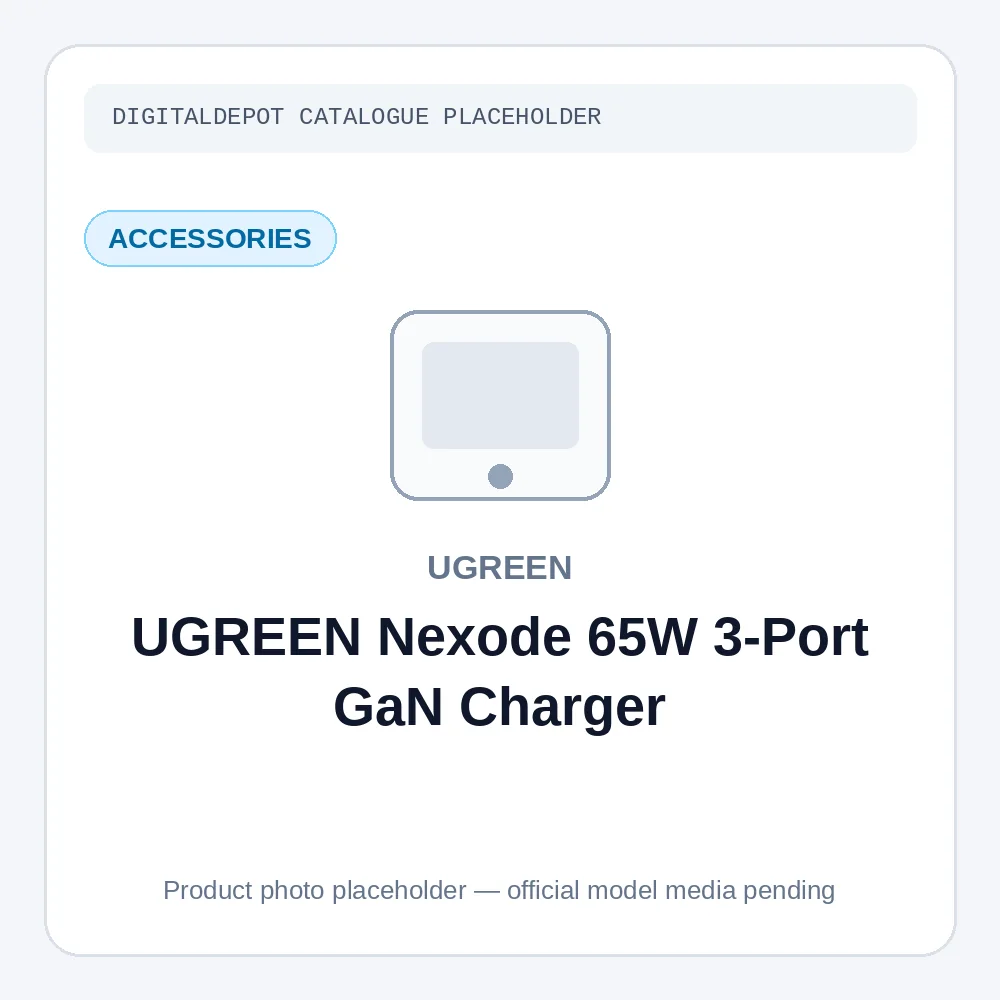 DIGITALDEPOT CATALOGUE PLACEHOLDER
ACCESSORIES
UGREEN
UGREEN Nexode 65W 3-Port
GaN Charger
Product photo placeholder — official model media pending